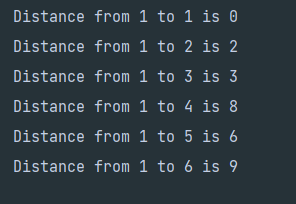 Distance from 1 to 1 is 0
Distance from 1 to 2 is 2
Distance from 1 to 3 is 3
Distance from 1 to 4 is 8
Distance from 1 to 5 is 6
Distance from 1 to 6 is 9